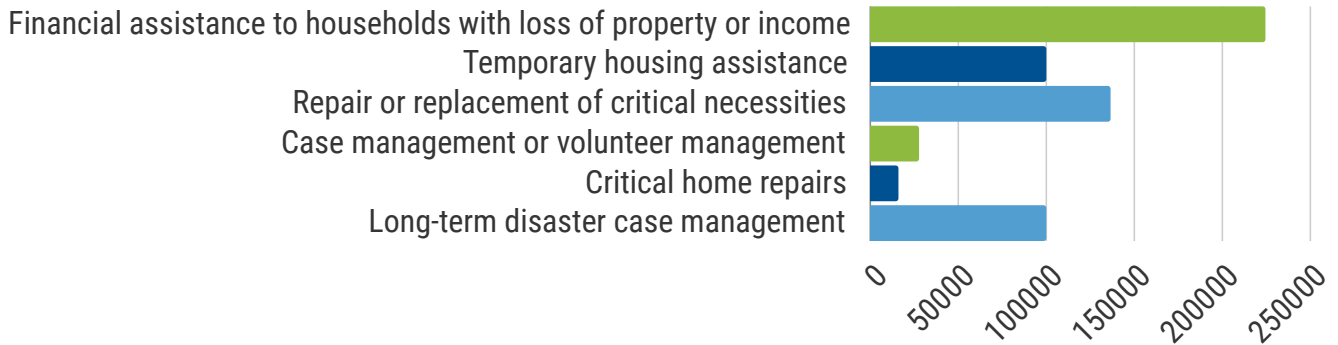 Financial assistance to households with loss of property or income
Temporary housing assistance
Repair or replacement of critical necessities
Case management or volunteer management
Critical home repairs
Long-term disaster case management
0
50000
100000
150000
200000
250000